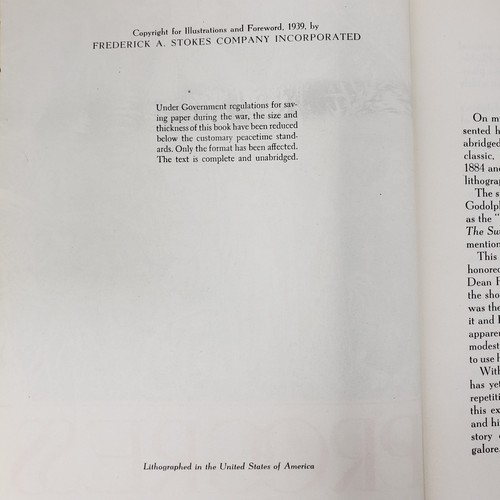 Copyright for Illustrations and Foreword, 1939, by
FREDERICK A. STOKES COMPANY INCORPORATED
Under Government regulations for sav-
ing paper during the war, the size and
thickness of this book have been reduced
below the customary peacetime stand-
ards. Only the format has been affected.
The text is complete and unabridged.
Lithographed in the United States of America
On m
sented h
abridged
classic,
1884 and
lithograp
The s
Godolph
as the "
The Su
mention
This
honored
Dean F
the sho
was the
it and h
apparen
modest
to use h
With
has yet
repetiti
this ex
and hi
story
galore.